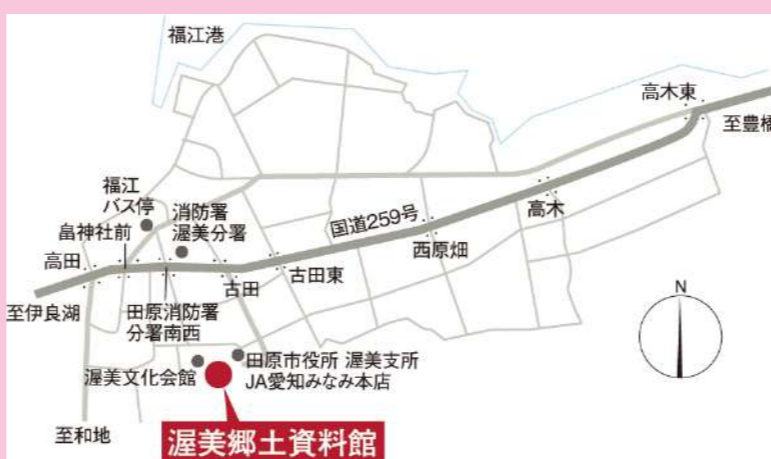 福江港
高木東
至豊橋
福江
バス停
消防署
渥美分署
畠神社前
高田
国道259号
高木
西原畑
古田東
古田
至伊良湖
田原消防署
分署南西
N
渥美文化会館
田原市役所 渥美支所
JA愛知みなみ本店
至和地
渥美郷土資料館